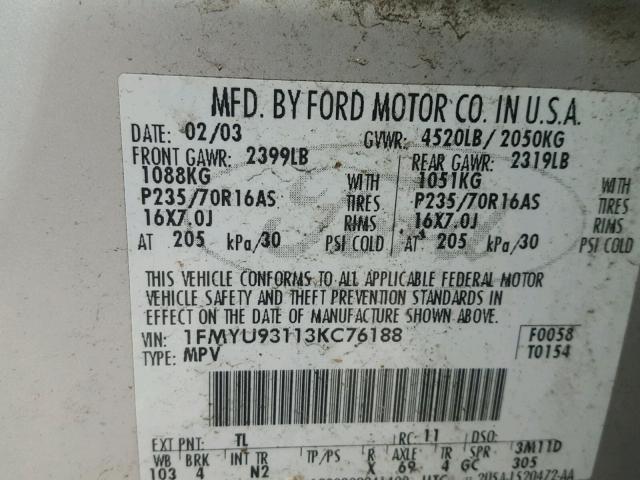 MFD. BY FORD MOTOR CO. IN U.S.A.
DATE: 02/03 GVWR: 4520LB/ 2050KG
FRONT GAWR: 2399LB REAR GAWR: 2319LB
1088KG WITH 1051KG WITH
P235/70R16AS TIRES P235/70R16AS TIRES
16X7.0J RIMS 16X7.0J RIMS
AT 205 kPa/30 PSI COLD AT 205 kPa/30 PSI COLD
THIS VEHICLE CONFORMS TO ALL APPLICABLE FEDERAL MOTOR
VEHICLE SAFETY AND THEFT PREVENTION STANDARDS IN
EFFECT ON THE DATE OF MANUFACTURE SHOWN ABOVE.
VIN: 1FMYU93113KC76188 F0058
TYPE: MPV T0154
EXT PNT: TL RC: 11 DSO:
WB BRK INT TR TP/PS R AXLE TR SPR 3M11D
103 4 N2 X 69 4 GC 305